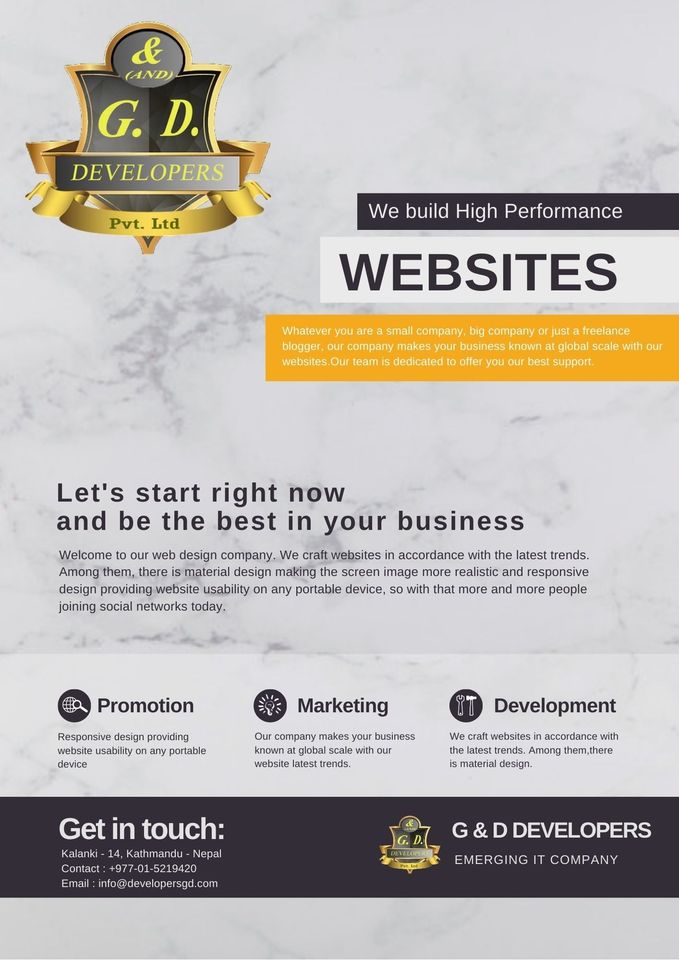 &
(AND)
G. D.
DEVELOPERS
Pvt. Ltd
We build High Performance
WEBSITES
Whatever you are a small company, big company or just a freelance
blogger, our company makes your business known at global scale with our
websites.Our team is dedicated to offer you our best support.
Let's start right now
and be the best in your business
Welcome to our web design company. We craft websites in accordance with the latest trends.
Among them, there is material design making the screen image more realistic and responsive
design providing website usability on any portable device, so with that more and more people
joining social networks today.
Promotion
Responsive design providing
website usability on any portable
device
Marketing
Our company makes your business
known at global scale with our
website latest trends.
Development
We craft websites in accordance with
the latest trends. Among them,there
is material design.
Get in touch:
Kalanki - 14, Kathmandu - Nepal
Contact : +977-01-5219420
Email : info@developersgd.com
&
(AND)
G. D.
DEVELOPERS
Pvt. Ltd
G & D DEVELOPERS
EMERGING IT COMPANY